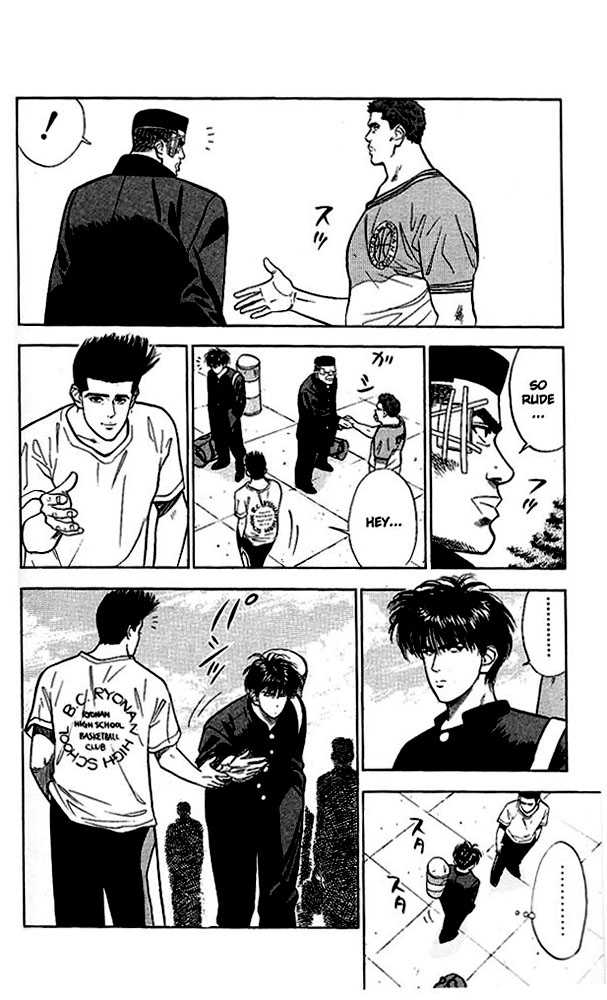 !
スッ
ガ
シ
HEY...
SO
RUDE
...
フッ
.........
パッ
B.C. RYONAN HIGH SCHOOL
RYONAN
HIGH SCHOOL
BASKETBALL
CLUB
スタ
スタ
.........